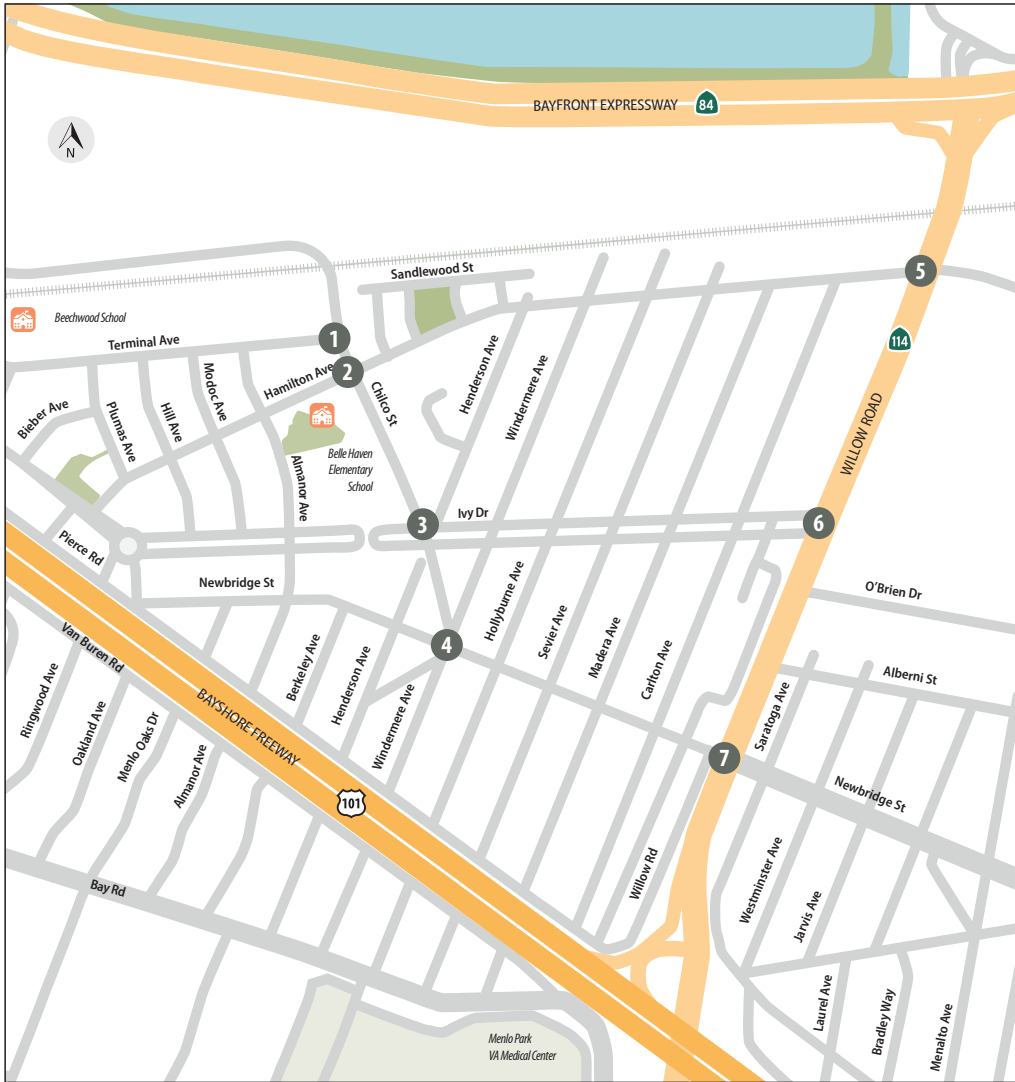 BAYFRONT EXPRESSWAY
84
N
Sandlewood St
5
Beechwood School
Terminal Ave
1
114
2
Hamilton Ave
Modoc Ave
Chilco St
Henderson Ave
Windermere Ave
Bieber Ave
Plumas Ave
Hill Ave
WILLOW ROAD
Belle Haven
Elementary
School
Almanor Ave
3
Ivy Dr
6
Pierce Rd
Newbridge St
O'Brien Dr
Hollyburne Ave
Sevier Ave
Madera Ave
Carlton Ave
4
Van Buren Rd
Berkeley Ave
Henderson Ave
Windermere Ave
Alberni St
Saratoga Ave
Ringwood Ave
Oakland Ave
Menlo Oaks Dr
Almanor Ave
BAYSHORE FREEWAY
7
101
Newbridge St
Bay Rd
Willow Rd
Westminster Ave
Jarvis Ave
Laurel Ave
Bradley Way
Menalto Ave
Menlo Park
VA Medical Center